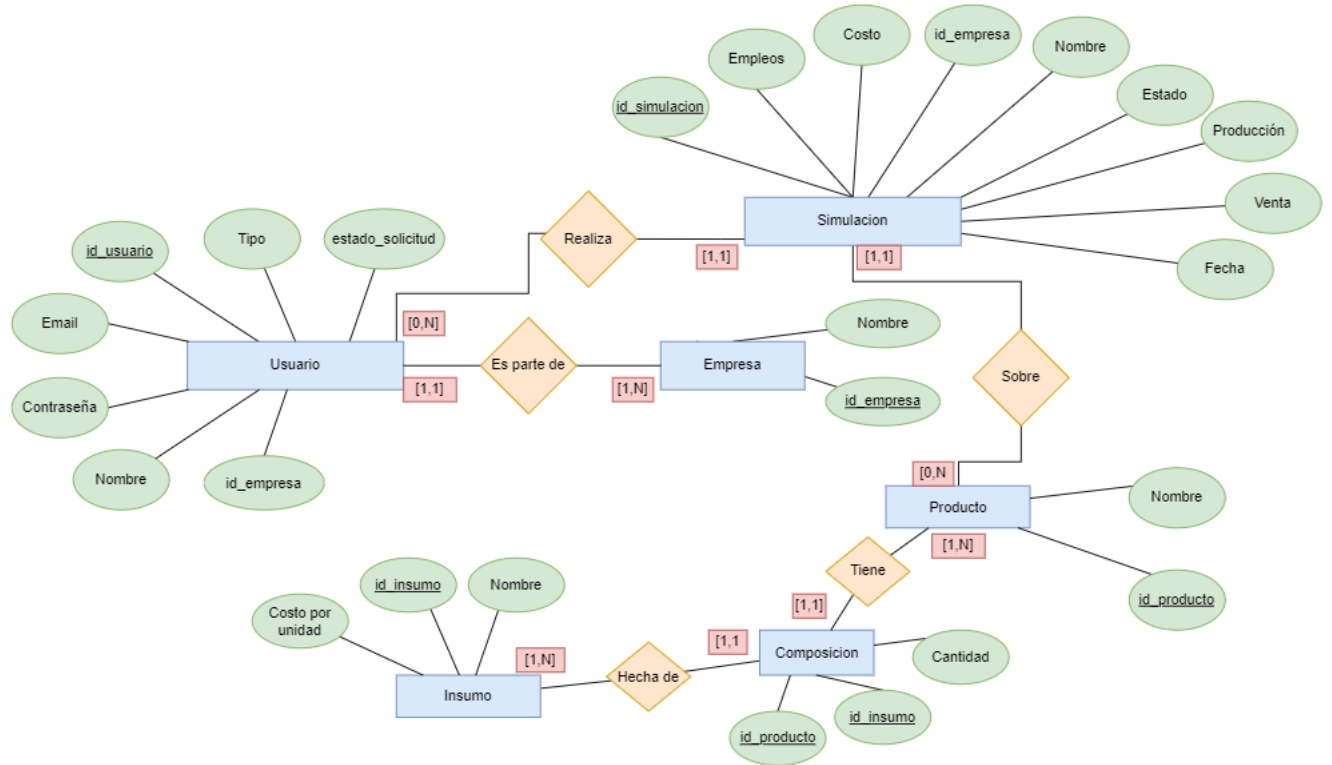 Costo
id_empresa
Nombre
Empleos
Estado
id_simulacion
Producción
Venta
Simulacion
Realiza
[1,1]
[1,1]
Fecha
id_usuario
Tipo
estado_solicitud
Email
[0,N]
Nombre
Usuario
Es parte de
Empresa
[1,1]
[1,N]
id_empresa
Sobre
Contraseña
Nombre
id_empresa
[0,N
Nombre
Producto
[1,N]
Tiene
id_producto
id_insumo
Nombre
[1,1]
Costo por
unidad
[1,N]
[1,1
Composicion
Cantidad
Hecha de
Insumo
id_insumo
id_producto